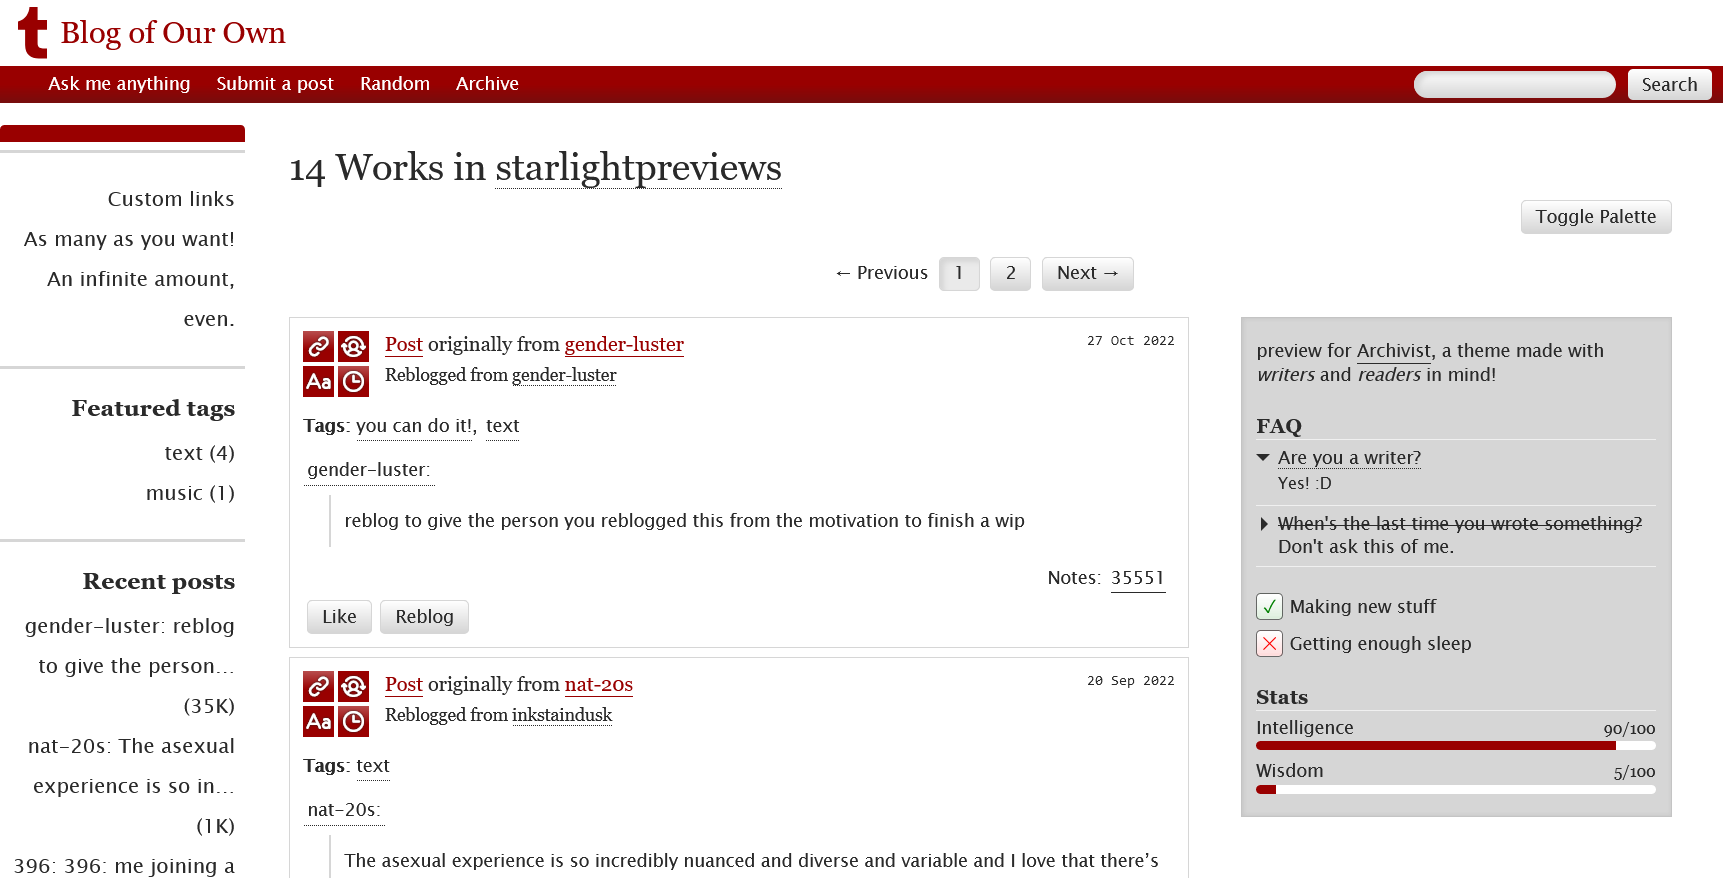 t Blog of Our Own
Ask me anything Submit a post Random Archive Search
14 Works in starlightpreviews
Toggle Palette
← Previous 1 2 Next →
Custom links
As many as you want!
An infinite amount,
even.
Featured tags
text (4)
music (1)
Recent posts
gender-luster: reblog
to give the person...
(35K)
nat-20s: The asexual
experience is so in...
(1K)
396: 396: me joining a
Post originally from gender-luster
27 Oct 2022
Reblogged from gender-luster
Aa
Tags: you can do it!, text
gender-luster:
reblog to give the person you reblogged this from the motivation to finish a wip
Notes: 35551
Like Reblog
Post originally from nat-20s
20 Sep 2022
Reblogged from inkstaindusk
Aa
Tags: text
nat-20s:
The asexual experience is so incredibly nuanced and diverse and variable and I love that there’s
preview for Archivist, a theme made with
writers and readers in mind!
FAQ
Are you a writer?
Yes! :D
When's the last time you wrote something?
Don't ask this of me.
✓ Making new stuff
Getting enough sleep
Stats
Intelligence 90/100
Wisdom 5/100